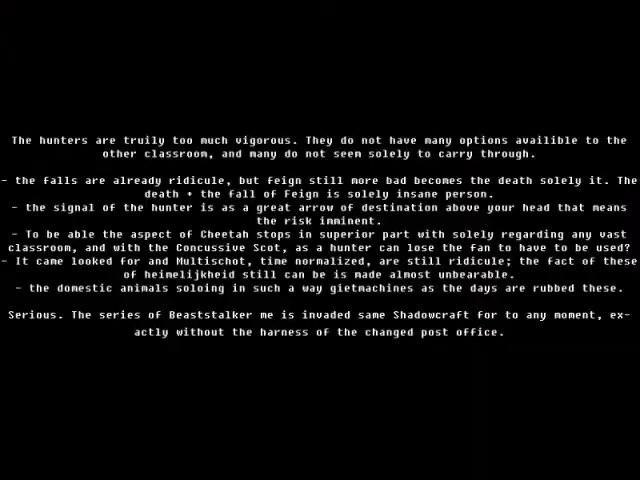 The hunters are truily too much vigorous. They do not have many options availible to the
other classroom, and many do not seem solely to carry through.
- the falls are already ridicule, but feign still more bad becomes the death solely it. The
death + the fall of Feign is solely insane person.
- the signal of the hunter is as a great arrow of destination above your head that means
the risk imminent.
- To be able the aspect of Cheetah stops in superior part with solely regarding any vast
classroom, and with the Concussive Scot, as a hunter can lose the fan to have to be used?
- It came looked for and Multischot, time normalized, are still ridicule; the fact of these
of heimelijkheid still can be is made almost unbearable.
- the domestic animals soloing in such a way gietmachines as the days are rubbed these.
Serious. The series of Beaststalker me is invaded same Shadowcraft for to any moment, ex-
actly without the harness of the changed post office.